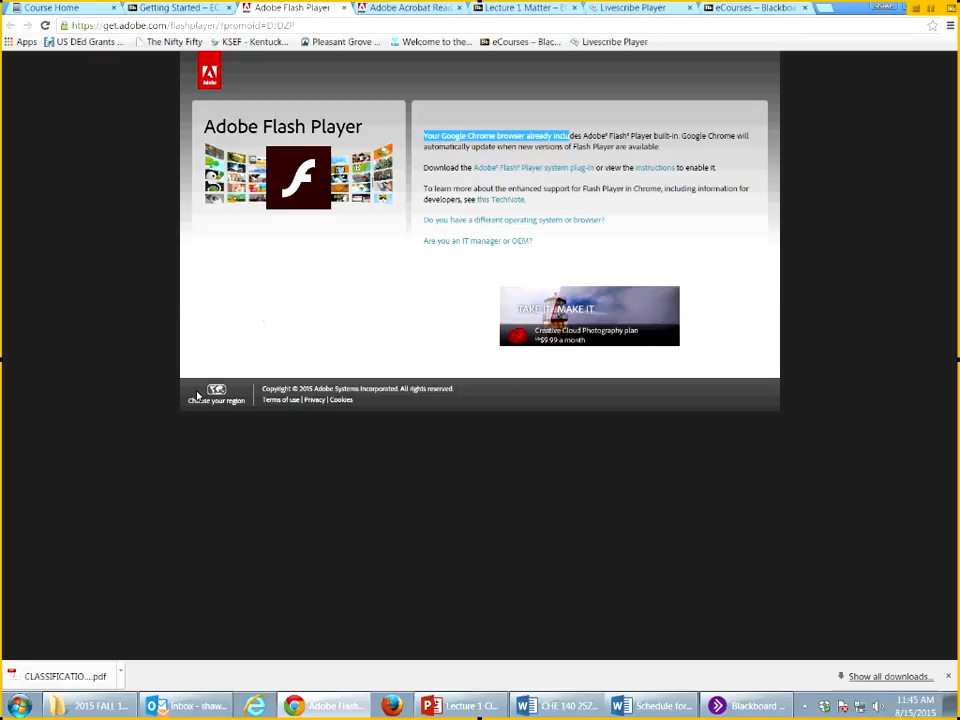 Course Home
Getting Started – EC
Adobe Flash Player
Adobe Acrobat Read
Lecture 1 Matter – E
Livescribe Player
eCourses – Blackboa
https://get.adobe.com/flashplayer/?promoid=DJDZP
Apps
US DEd Grants ...
The Nifty Fifty
KSEF - Kentuck...
Pleasant Grove ...
Welcome to the...
eCourses – Blac...
Livescribe Player
Adobe
Adobe Flash Player
Your Google Chrome browser already includes Adobe® Flash® Player built-in. Google Chrome will
automatically update when new versions of Flash Player are available.
Download the Adobe® Flash® Player system plug-in or view the instructions to enable it.
To learn more about the enhanced support for Flash Player in Chrome, including information for
developers, see this TechNote.
Do you have a different operating system or browser?
Are you an IT manager or OEM?
TAKE IT. MAKE IT.
Creative Cloud Photography plan
US$9.99 a month
Choose your region
Copyright © 2015 Adobe Systems Incorporated. All rights reserved.
Terms of use | Privacy | Cookies
CLASSIFICATIO....pdf
Show all downloads...
2015 FALL 1...
Inbox - shaw...
Adobe Flash...
Lecture 1 Cl...
CHE 140 25Z...
Schedule for...
Blackboard ...
11:45 AM
8/15/2015